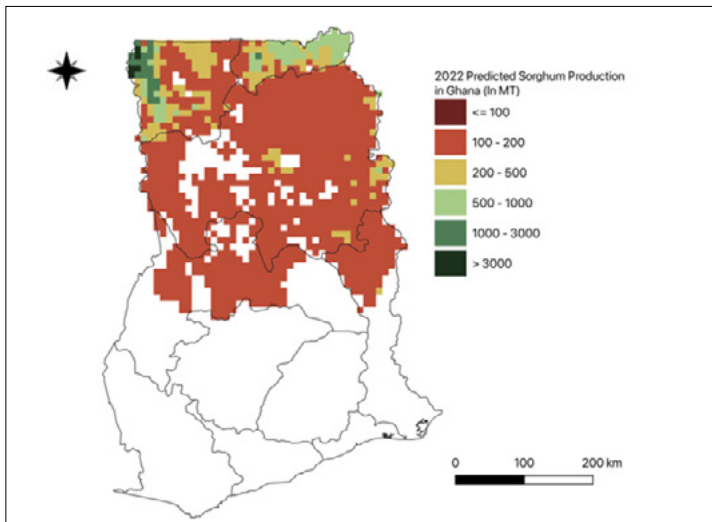 2022 Predicted Sorghum Production
in Ghana (In MT)
<= 100
100 - 200
200 - 500
500 - 1000
1000 - 3000
> 3000
0 100 200 km